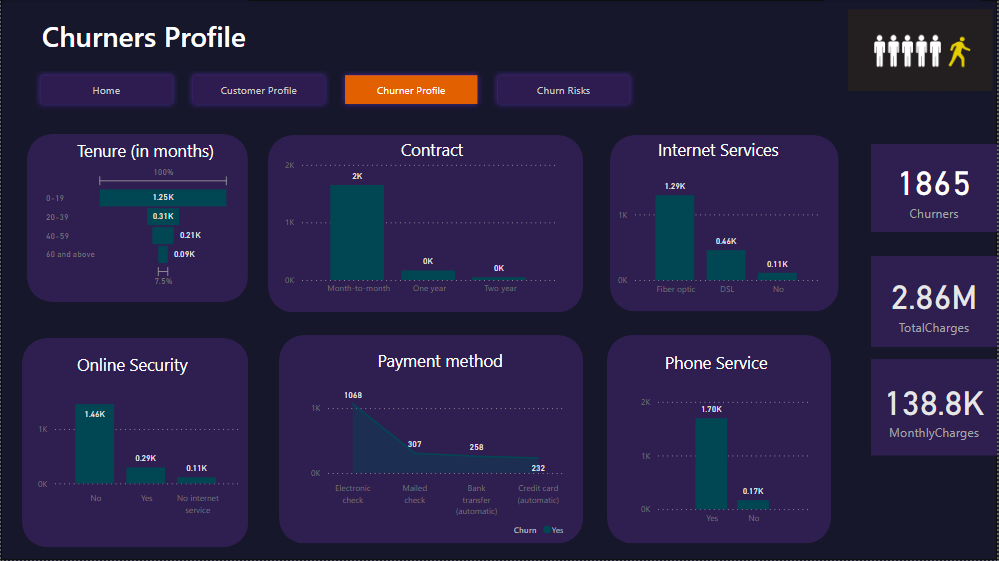 Churners Profile
Home
Customer Profile
Churner Profile
Churn Risks
Tenure (in months)
100%
0-19
1.25K
20-39
0.31K
40-59
0.21K
60 and above
0.09K
7.5%
Contract
2K
1K
0K
2K
0K
0K
Month-to-month
One year
Two year
Internet Services
1K
0K
1.29K
0.46K
0.11K
Fiber optic
DSL
No
1865
Churners
2.86M
TotalCharges
138.8K
MonthlyCharges
Online Security
1K
0K
1.46K
0.29K
0.11K
No
Yes
No internet
service
Payment method
1K
0K
1068
307
258
232
Electronic
check
Mailed
check
Bank
transfer
(automatic)
Credit card
(automatic)
Churn
Yes
Phone Service
2K
1K
0K
1.70K
0.17K
Yes
No